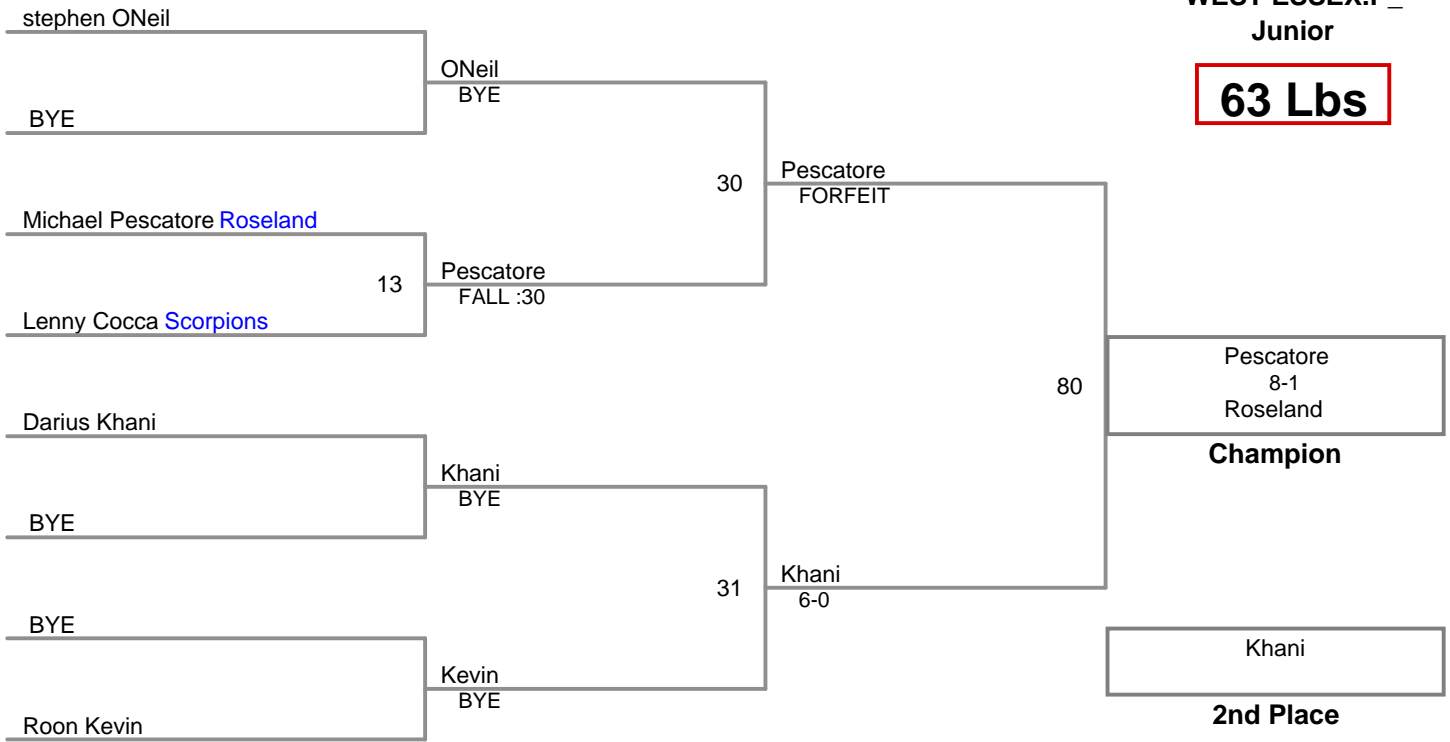 stephen ONeil
BYE
Michael Pescatore Roseland
Lenny Cocca Scorpions
Darius Khani
BYE
BYE
Roon Kevin
ONeil
BYE
13
Pescatore
FALL :30
Khani
BYE
Kevin
BYE
30
Pescatore
FORFEIT
31
Khani
6-0
80
Junior
63 Lbs
Pescatore
8-1
Roseland
Champion
Khani
2nd Place